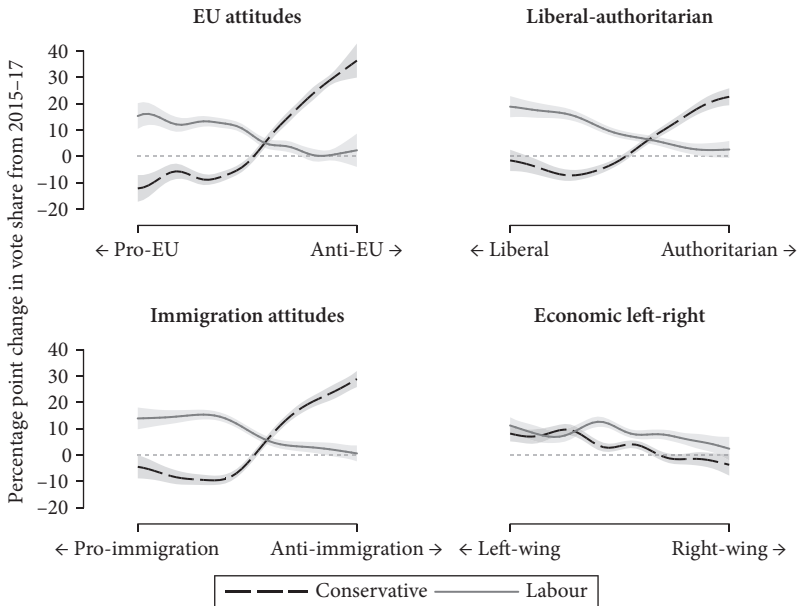 Percentage point change in vote share from 2015–17
EU attitudes
40
30
20
10
0
–10
–20
← Pro-EU
Anti-EU →
Liberal-authoritarian
← Liberal
Authoritarian →
Immigration attitudes
40
30
20
10
0
–10
–20
← Pro-immigration
Anti-immigration →
Economic left-right
← Left-wing
Right-wing →
Conservative
Labour